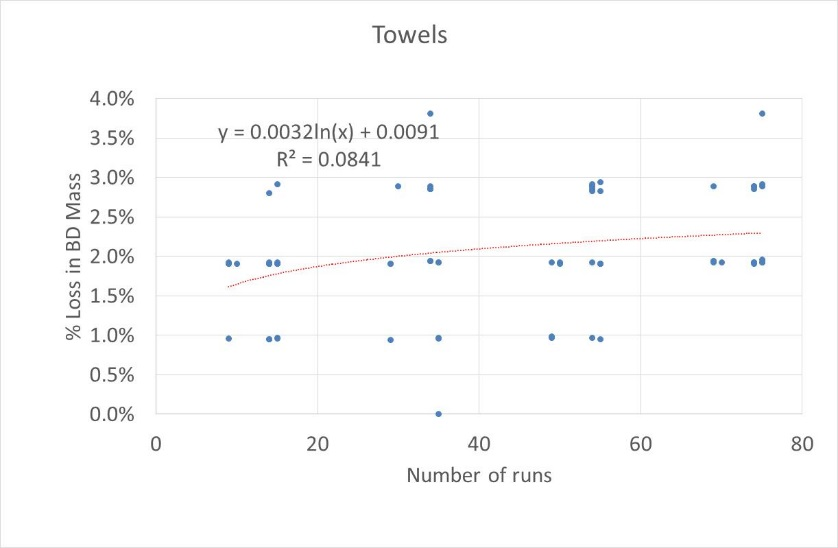 Towels
4.0%
3.5%
3.0%
2.5%
2.0%
1.5%
1.0%
0.5%
0.0%
y = 0.0032ln(x) + 0.0091
R² = 0.0841
% Loss in BD Mass
0 20 40 60 80
Number of runs